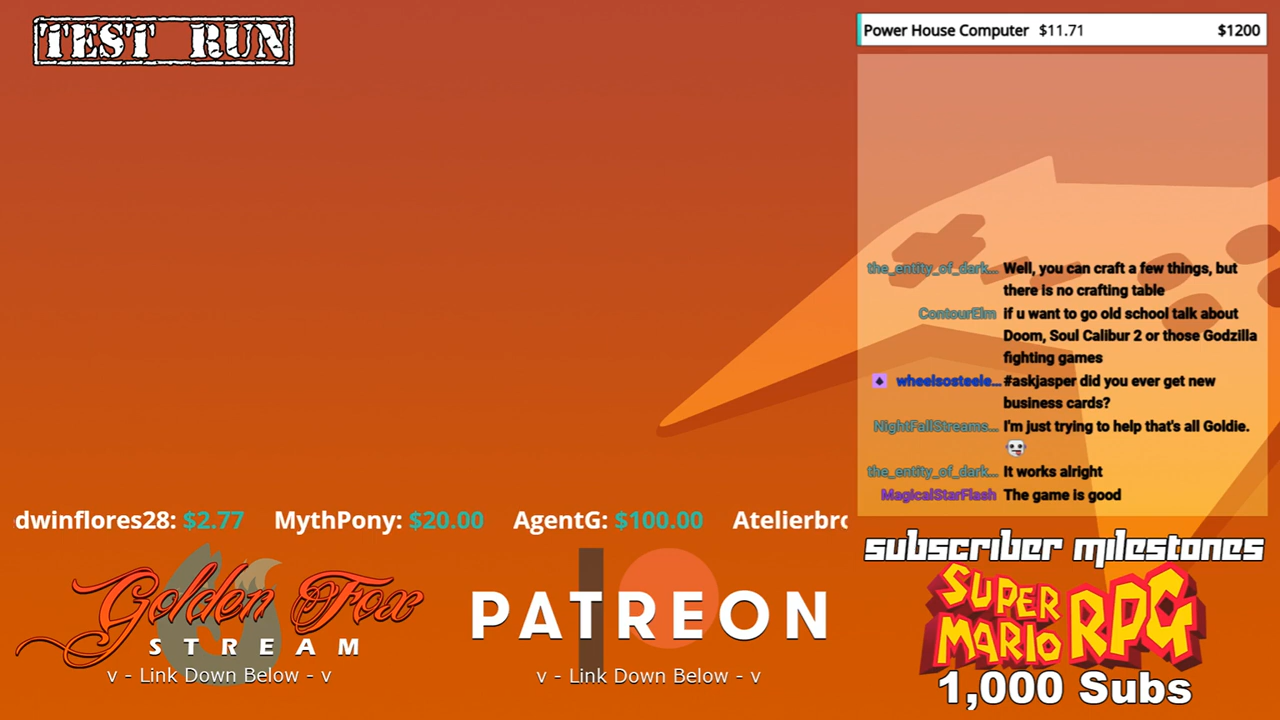 TEST RUN
Power House Computer $11.71 $1200
the_entity_of_dark... Well, you can craft a few things, but
there is no crafting table
ContourElm if u want to go old school talk about
Doom, Soul Calibur 2 or those Godzilla
fighting games
wheelsosteele... #askjasper did you ever get new
business cards?
NightFallStreams... I'm just trying to help that's all Goldie.
the_entity_of_dark... It works alright
MagicalStarFlash The game is good
dwinflores28: $2.77 MythPony: $20.00 AgentG: $100.00 Atelierbro
subscriber milestones
Golden Fox
STREAM
v - Link Down Below - v
PATREON
v - Link Down Below - v
SUPER
MARIO RPG
1,000 Subs